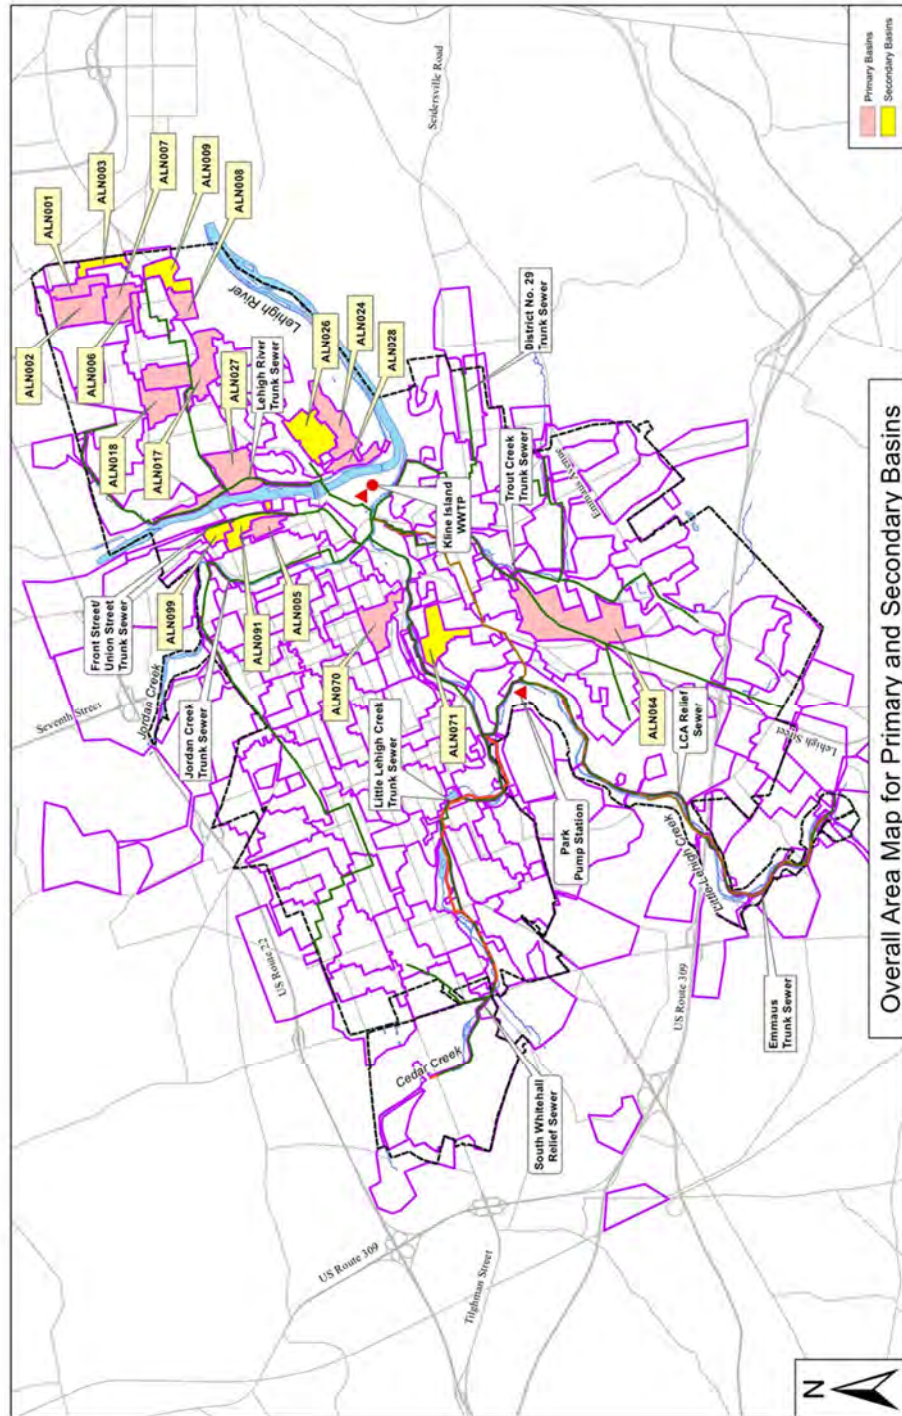 Overall Area Map for Primary and Secondary Basins
Primary Basins
Secondary Basins
N
ALN001
ALN003
ALN007
ALN009
ALN008
ALN002
ALN006
ALN018
ALN017
ALN027
Lehigh River
Trunk Sewer
Lehigh River
ALN026
ALN024
ALN028
Seidersville Road
District No. 29
Trunk Sewer
Trout Creek
Trunk Sewer
Emmaus Avenue
Kline Island
WWTP
Front Street/
Union Street
Trunk Sewer
ALN099
ALN091
ALN005
Seventh Street
Jordan Creek
Jordan Creek
Trunk Sewer
ALN070
ALN071
Little Lehigh Creek
Trunk Sewer
ALN064
LCA Relief
Sewer
Lehigh Street
Park
Pump Station
Little Lehigh Creek
US Route 22
US Route 309
Emmaus
Trunk Sewer
Cedar Creek
South Whitehall
Relief Sewer
US Route 309
Tilghman Street